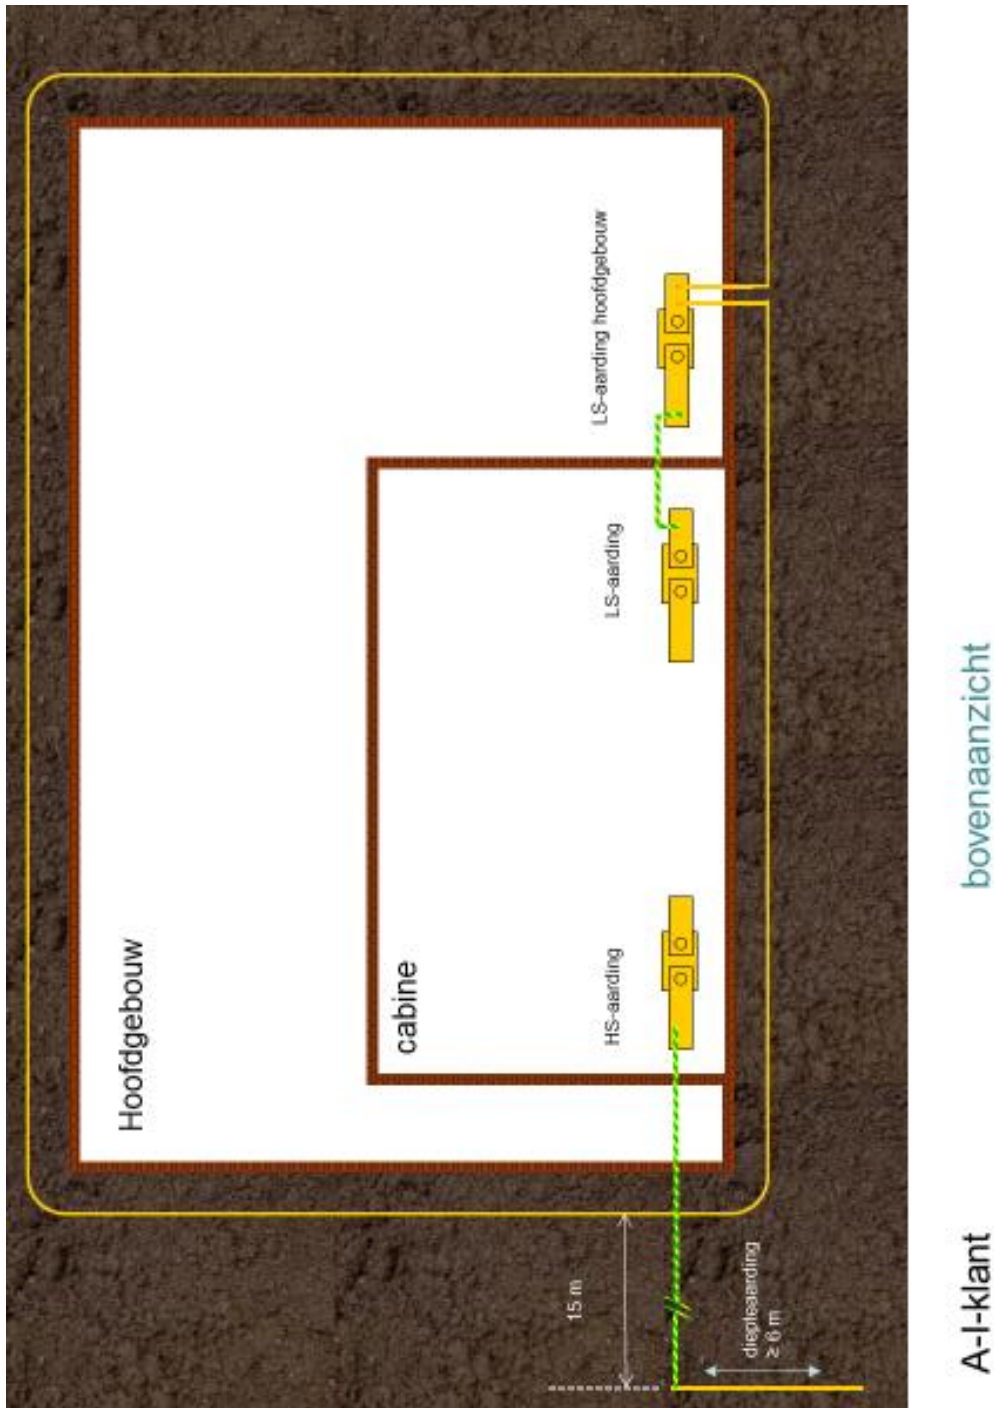 A-I-klant
bovenaanzicht
Hoofdgebouw
cabine
HS-aarding
LS-aarding
LS-aarding hoofdgebouw
15 m
diepteaarding
≥ 6 m